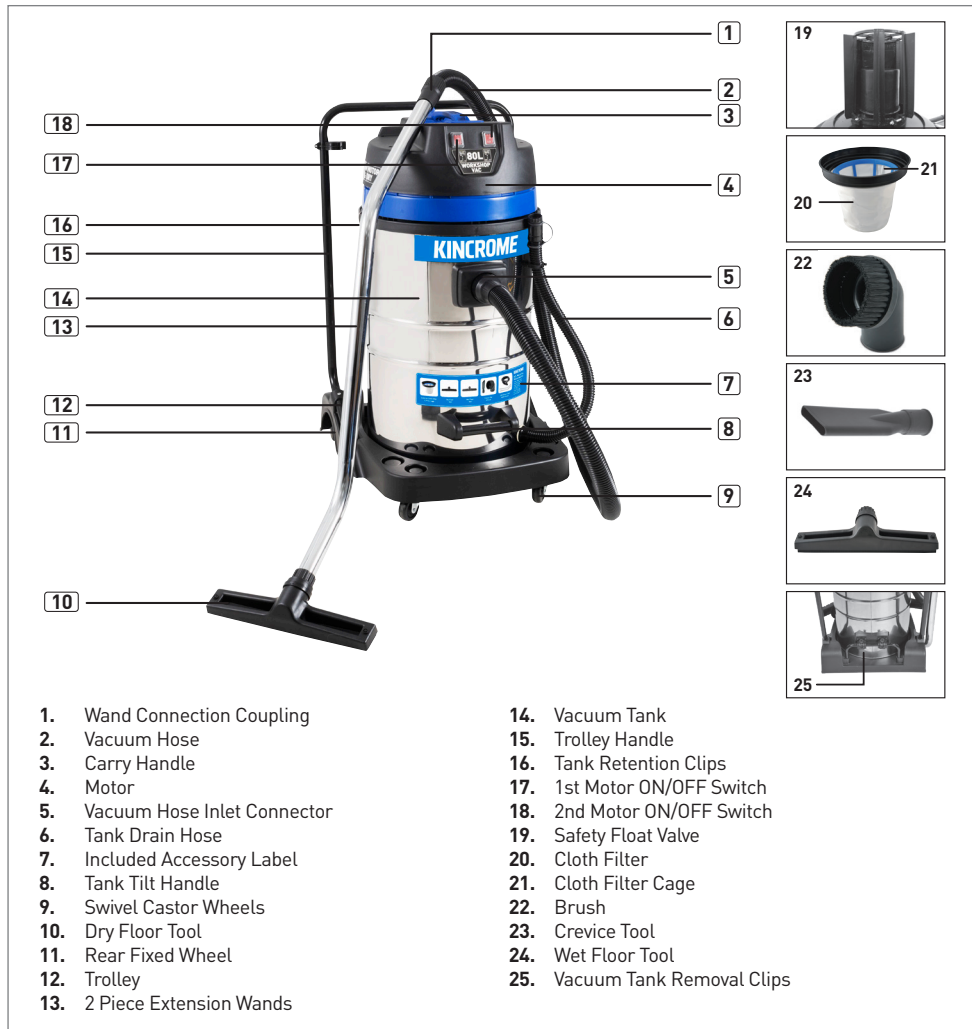 1
19
2
3
18
80L
WORKSHOP
VAC
17
21
4
20
16
KINCROME
15
22
5
14
6
13
23
7
12
8
11
9
24
10
25
1. Wand Connection Coupling
2. Vacuum Hose
3. Carry Handle
4. Motor
5. Vacuum Hose Inlet Connector
6. Tank Drain Hose
7. Included Accessory Label
8. Tank Tilt Handle
9. Swivel Castor Wheels
10. Dry Floor Tool
11. Rear Fixed Wheel
12. Trolley
13. 2 Piece Extension Wands
14. Vacuum Tank
15. Trolley Handle
16. Tank Retention Clips
17. 1st Motor ON/OFF Switch
18. 2nd Motor ON/OFF Switch
19. Safety Float Valve
20. Cloth Filter
21. Cloth Filter Cage
22. Brush
23. Crevice Tool
24. Wet Floor Tool
25. Vacuum Tank Removal Clips